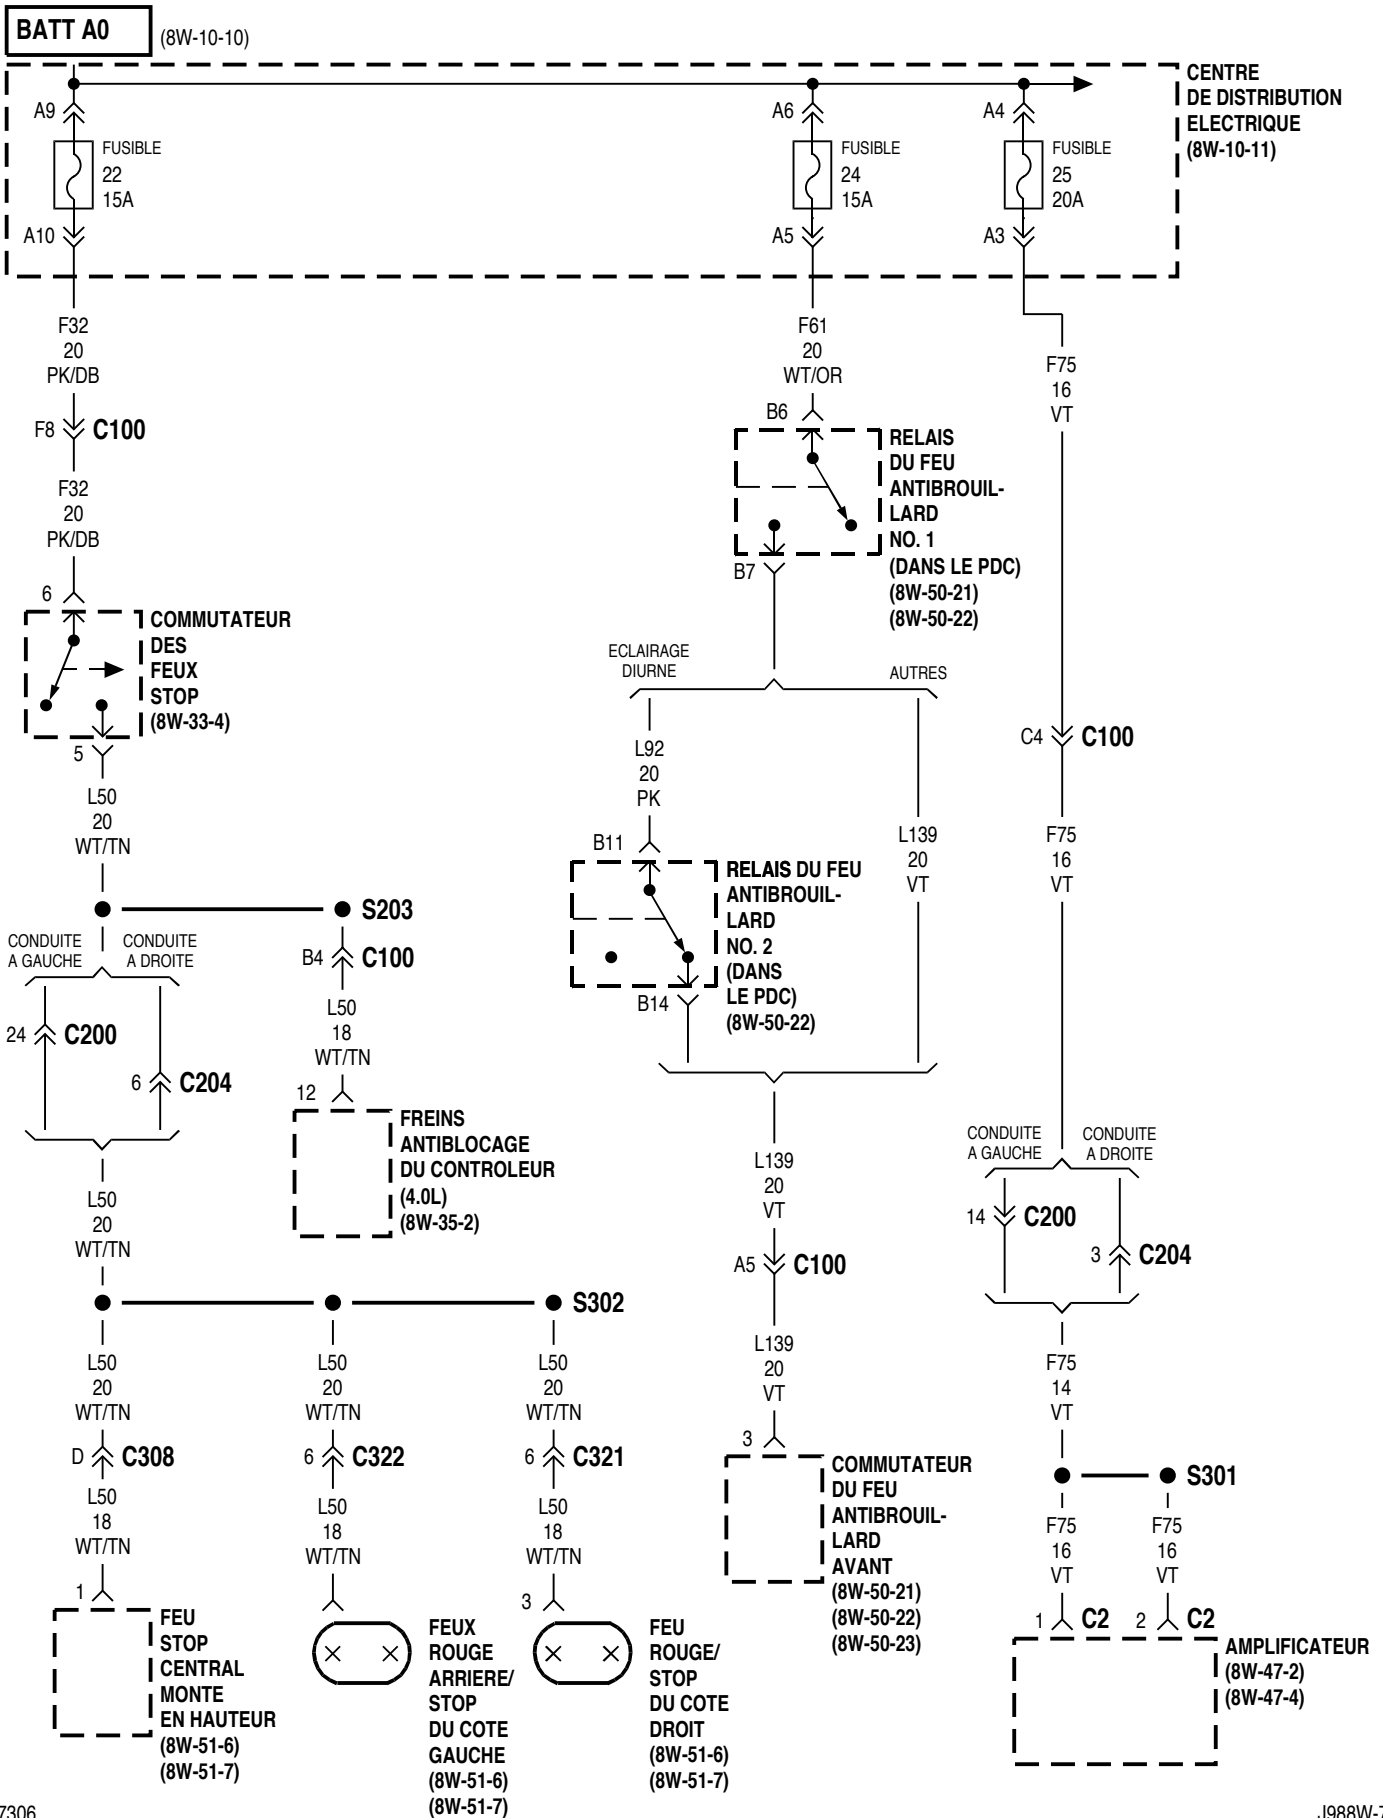 BATT A0
(8W-10-10)
CENTRE
DE DISTRIBUTION
ELECTRIQUE
(8W-10-11)
A9
FUSIBLE
22
15A
A10
A6
FUSIBLE
24
15A
A5
A4
FUSIBLE
25
20A
A3
F32
20
PK/DB
F8
C100
F32
20
PK/DB
6
COMMUTATEUR
DES
FEUX
STOP
(8W-33-4)
5
L50
20
WT/TN
S203
CONDUITE
A GAUCHE
CONDUITE
A DROITE
24
C200
6
C204
B4
C100
L50
18
WT/TN
12
FREINS
ANTIBLOCAGE
DU CONTROLEUR
(4.0L)
(8W-35-2)
L50
20
WT/TN
S302
L50
20
WT/TN
D
C308
L50
18
WT/TN
1
FEU
STOP
CENTRAL
MONTE
EN HAUTEUR
(8W-51-6)
(8W-51-7)
L50
20
WT/TN
6
C322
L50
18
WT/TN
FEUX
ROUGE
ARRIERE/
STOP
DU COTE
GAUCHE
(8W-51-6)
(8W-51-7)
L50
20
WT/TN
6
C321
L50
18
WT/TN
3
FEU
ROUGE/
STOP
DU COTE
DROIT
(8W-51-6)
(8W-51-7)
F61
20
WT/OR
B6
RELAIS
DU FEU
ANTIBROUIL-
LARD
NO. 1
(DANS LE PDC)
(8W-50-21)
(8W-50-22)
B7
ECLAIRAGE
DIURNE
AUTRES
L92
20
PK
B11
RELAIS DU FEU
ANTIBROUIL-
LARD
NO. 2
(DANS
LE PDC)
(8W-50-22)
B14
L139
20
VT
L139
20
VT
A5
C100
L139
20
VT
3
COMMUTATEUR
DU FEU
ANTIBROUIL-
LARD
AVANT
(8W-50-21)
(8W-50-22)
(8W-50-23)
F75
16
VT
C4
C100
F75
16
VT
CONDUITE
A GAUCHE
CONDUITE
A DROITE
14
C200
3
C204
F75
14
VT
S301
F75
16
VT
F75
16
VT
1
C2
2
C2
AMPLIFICATEUR
(8W-47-2)
(8W-47-4)
7306
J988W-7